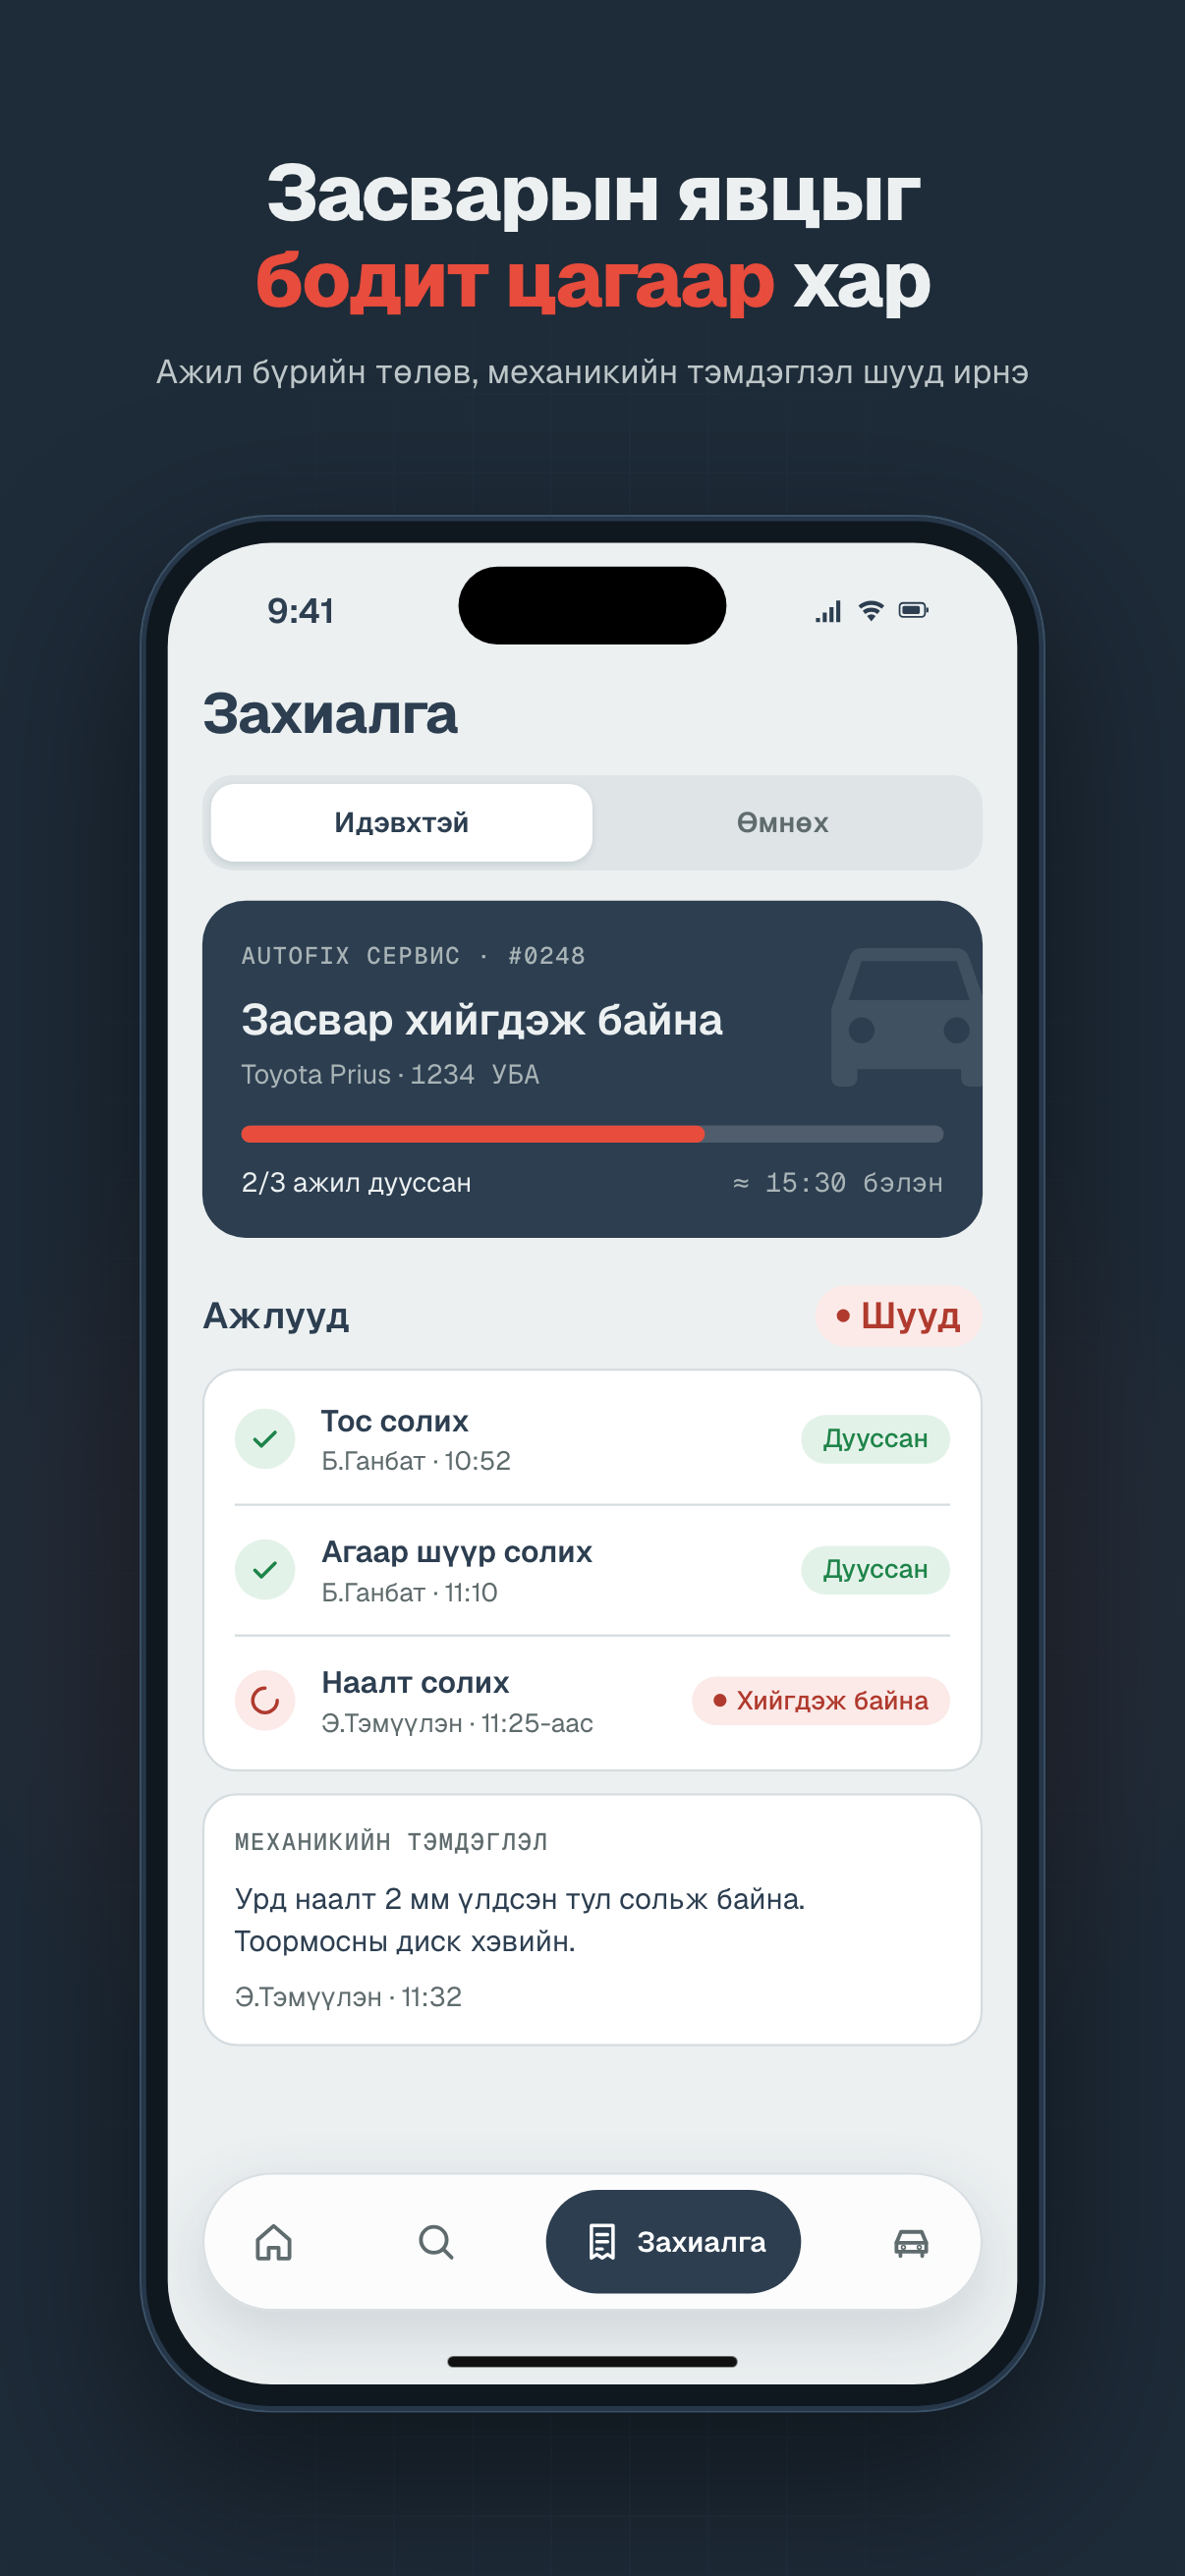 Засварын явцыг
бодит цагаар хар
Ажил бүрийн төлөв, механикийн тэмдэглэл шууд ирнэ
9:41
Захиалга
Идэвхтэй
Өмнөх
AUTOFIX СЕРВИС · #0248
Засвар хийгдэж байна
Toyota Prius · 1234 УБА
2/3 ажил дууссан
≈ 15:30 бэлэн
Ажлууд
• Шууд
Тос солих
Б.Ганбат · 10:52
Дууссан
Агаар шүүр солих
Б.Ганбат · 11:10
Дууссан
Наалт солих
Э.Тэмүүлэн · 11:25-аас
• Хийгдэж байна
МЕХАНИКИЙН ТЭМДЭГЛЭЛ
Урд наалт 2 мм үлдсэн тул сольж байна.
Тоормосны диск хэвийн.
Э.Тэмүүлэн · 11:32
Захиалга